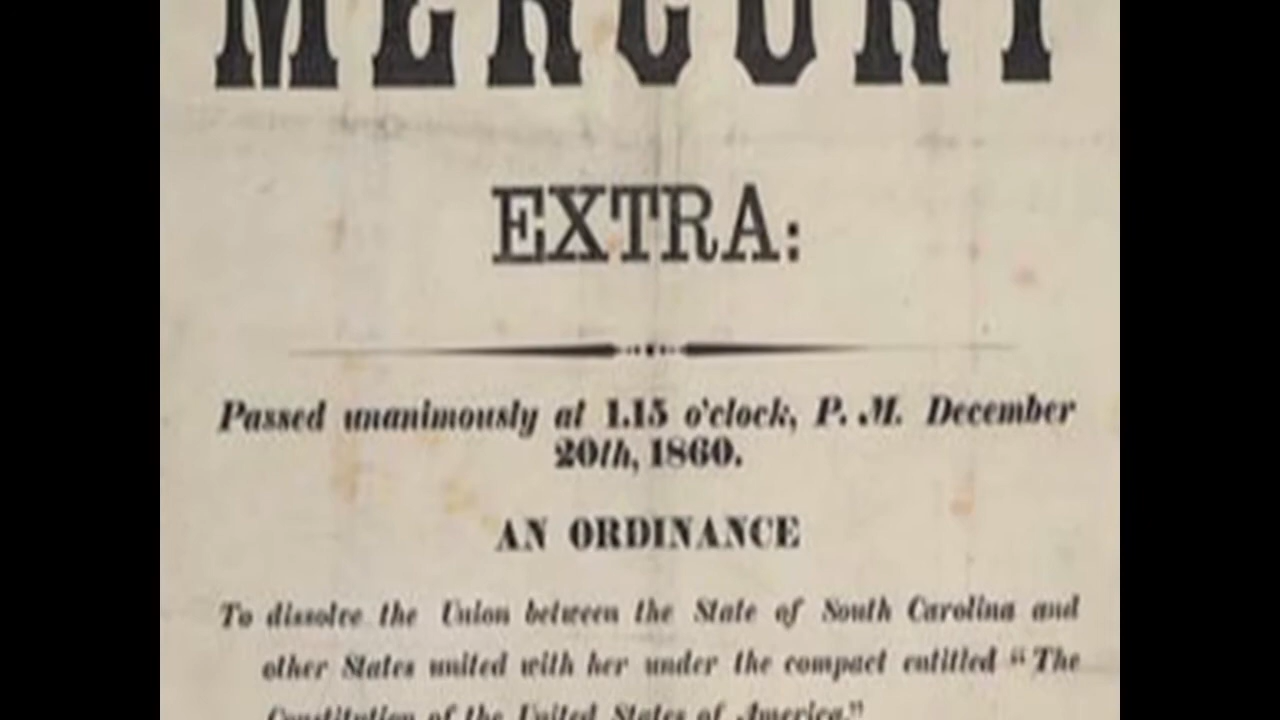 MERCURY
EXTRA:
Passed unanimously at 1.15 o'clock, P. M. December
20th, 1860.
AN ORDINANCE
To dissolve the Union between the State of South Carolina and
other States united with her under the compact entitled "The
Constitution of the United States of America."